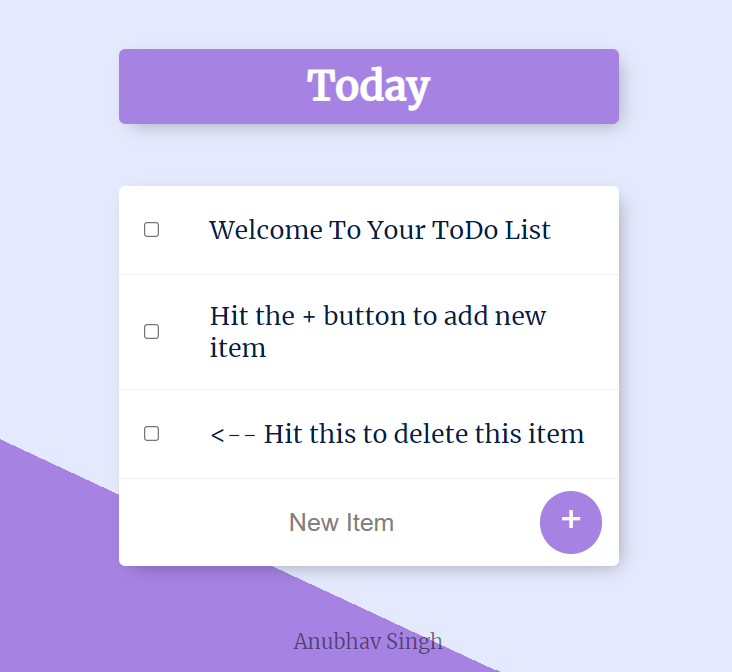 Today
Welcome To Your ToDo List
Hit the + button to add new
item
<-- Hit this to delete this item
New Item
+
Anubhav Singh